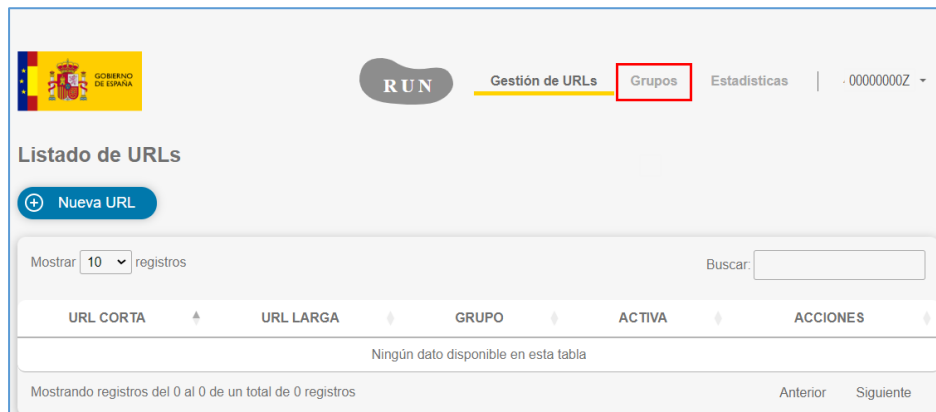 GOBIERNO
DE ESPAÑA
RUN
Gestión de URLs
Grupos
Estadisticas
00000000Z
Listado de URLs
Nueva URL
Mostrar 10 registros
Buscar:
URL CORTA URL LARGA GRUPO ACTIVA ACCIONES
Ningún dato disponible en esta tabla
Mostrando registros del 0 al 0 de un total de 0 registros
Anterior Siguiente